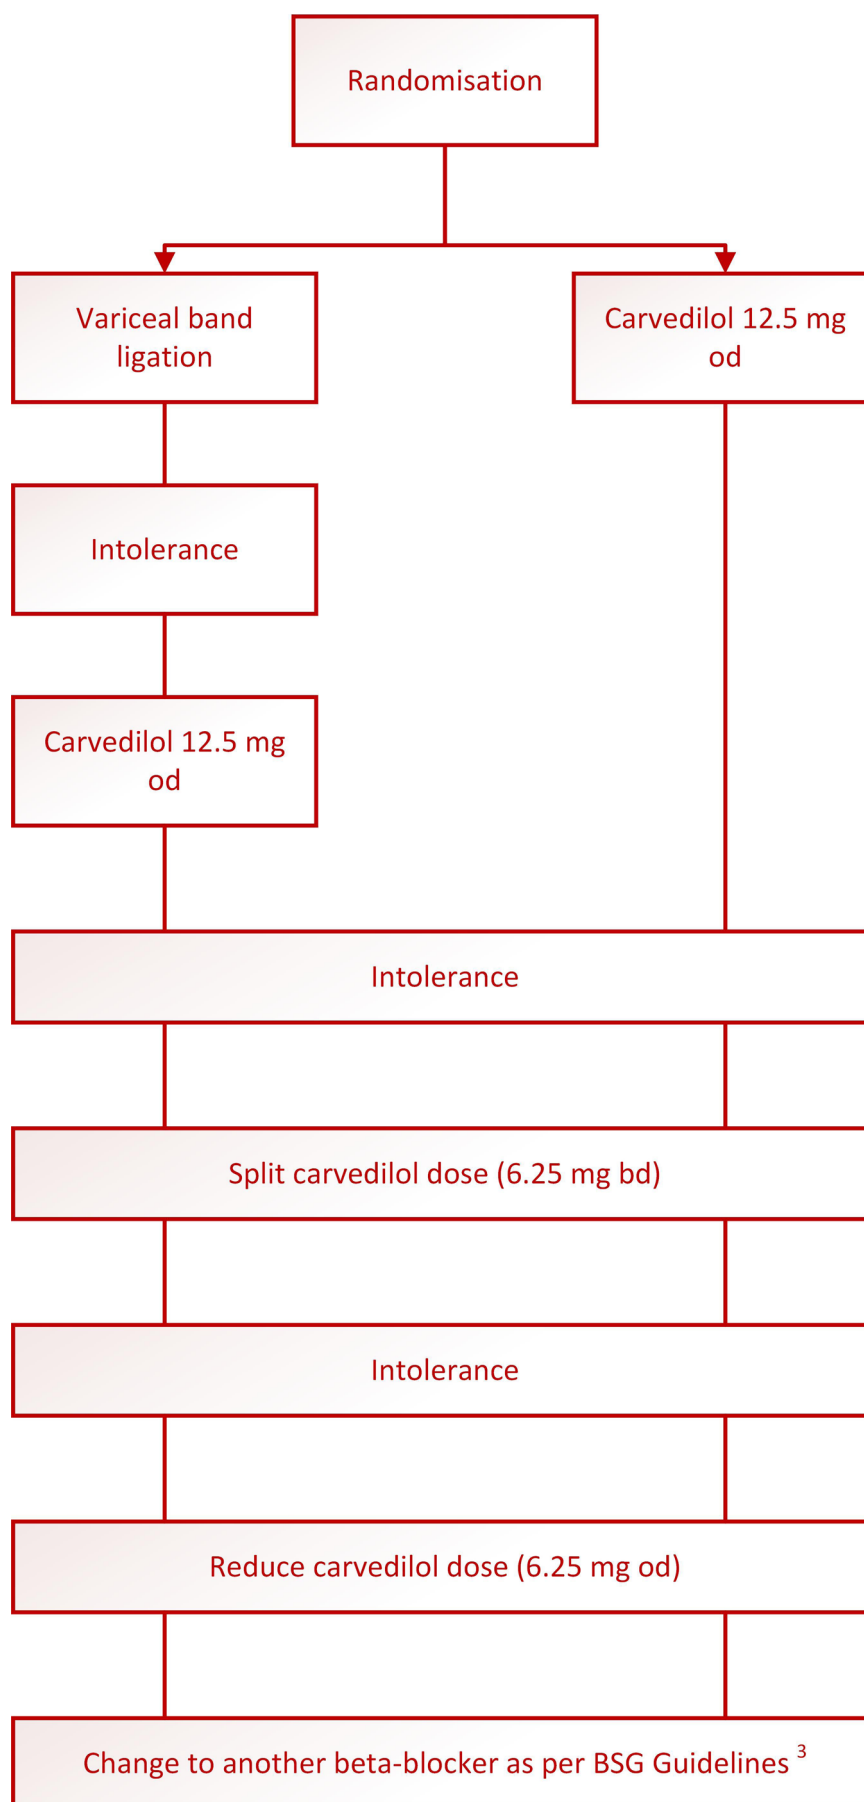 Randomisation
Variceal band
ligation
Carvedilol 12.5 mg
od
Intolerance
Carvedilol 12.5 mg
od
Intolerance
Split carvedilol dose (6.25 mg bd)
Intolerance
Reduce carvedilol dose (6.25 mg od)
Change to another beta-blocker as per BSG Guidelines 3